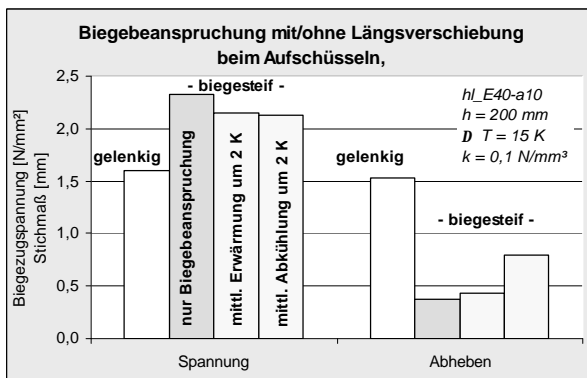 Biegebeanspruchung mit/ohne Längsverschiebung
beim Aufschüsseln,
Biegezugspannung [N/mm²]
Stichmaß [mm]
2,5
2,0
1,5
1,0
0,5
0,0
- biegesteif -
gelenkig
nur Biegebeanspruchung
mittl. Erwärmung um 2 K
mittl. Abkühlung um 2 K
gelenkig
- biegesteif -
hl_E40-a10
h = 200 mm
D T = 15 K
k = 0,1 N/mm³
Spannung
Abheben